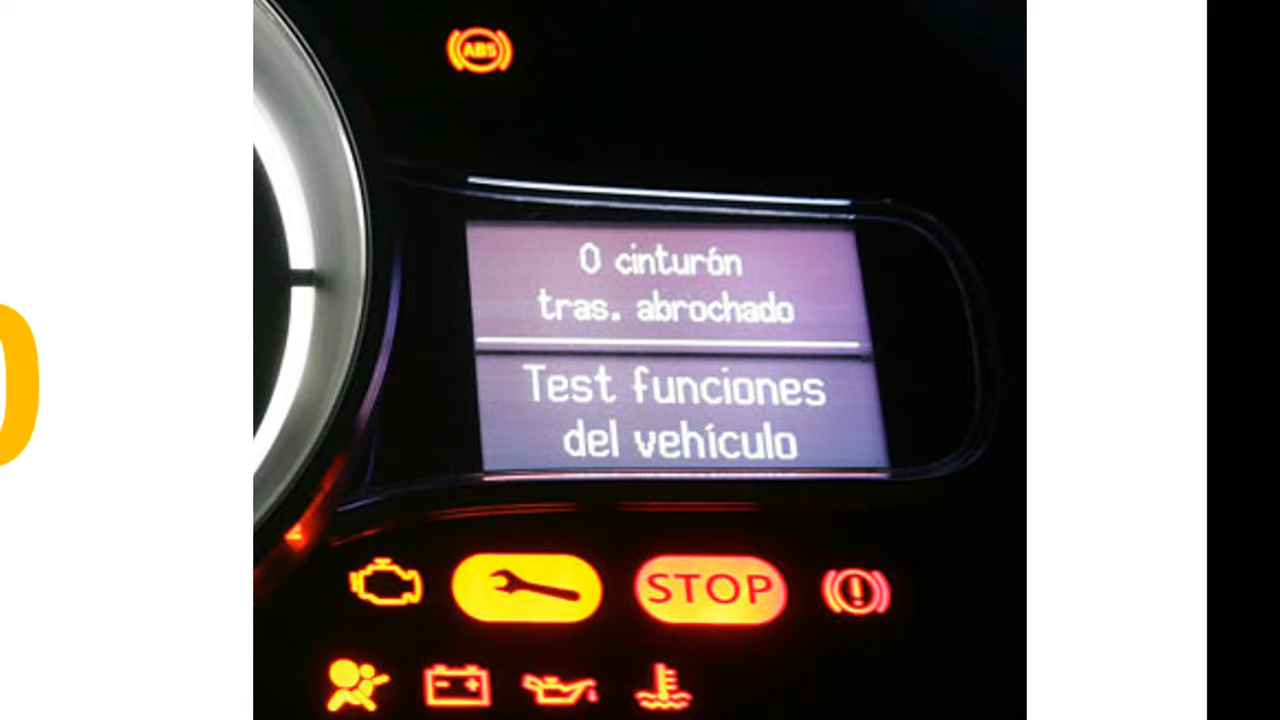 ABS
0 cinturón
tras. abrochado
Test funciones
del vehículo
STOP